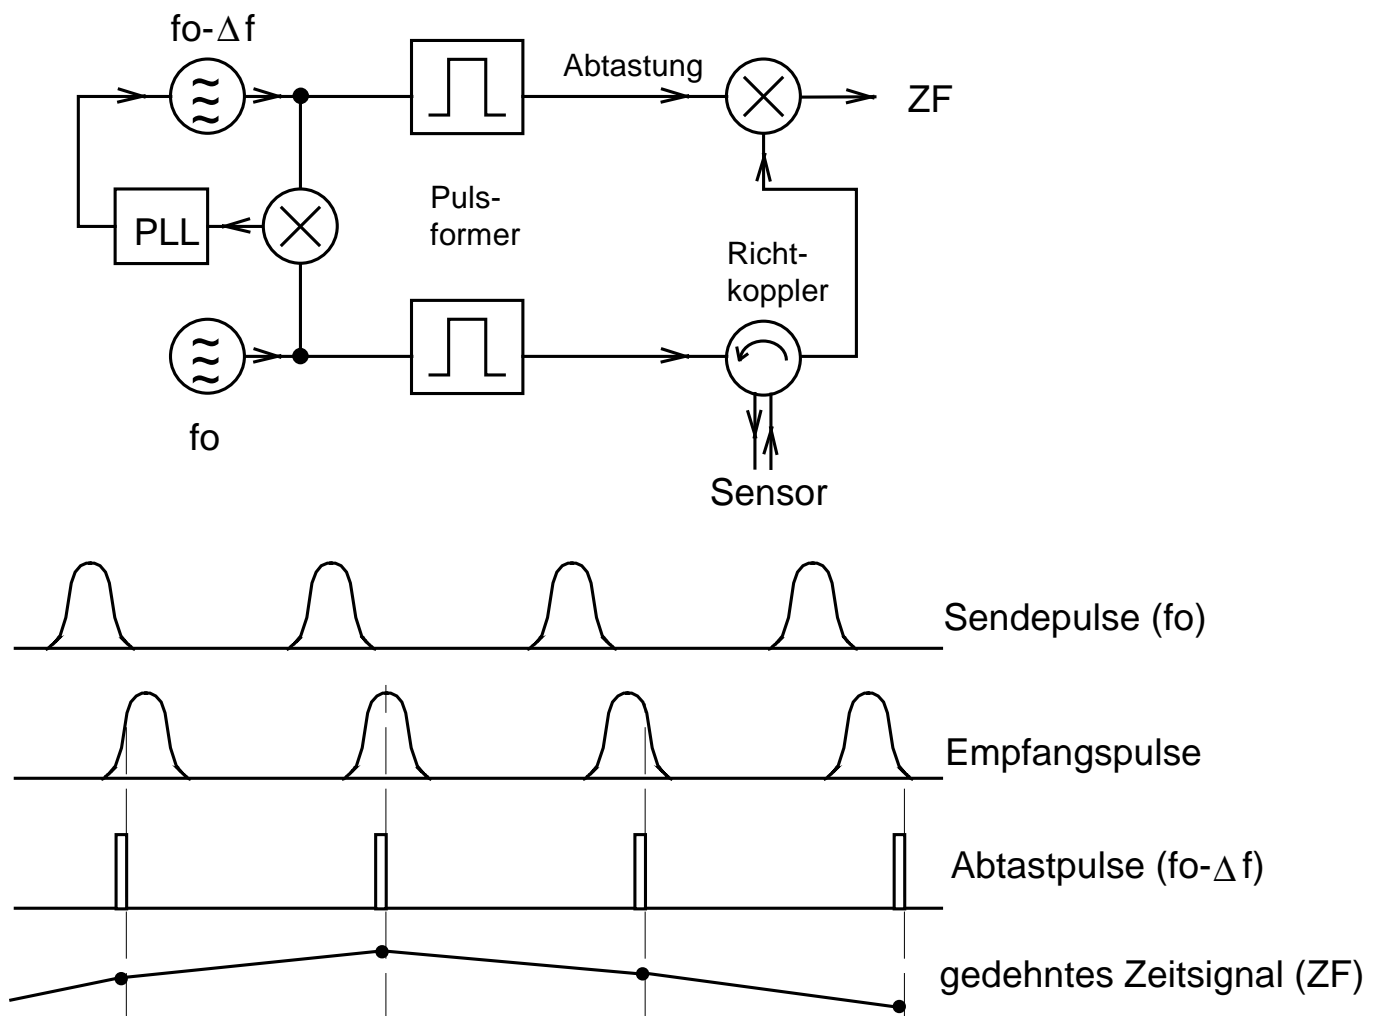 fo-Δf
Abtastung
ZF
PLL
Puls-
former
Richt-
koppler
fo
Sensor
Sendepulse (fo)
Empfangspulse
Abtastpulse (fo-Δf)
gedehntes Zeitsignal (ZF)